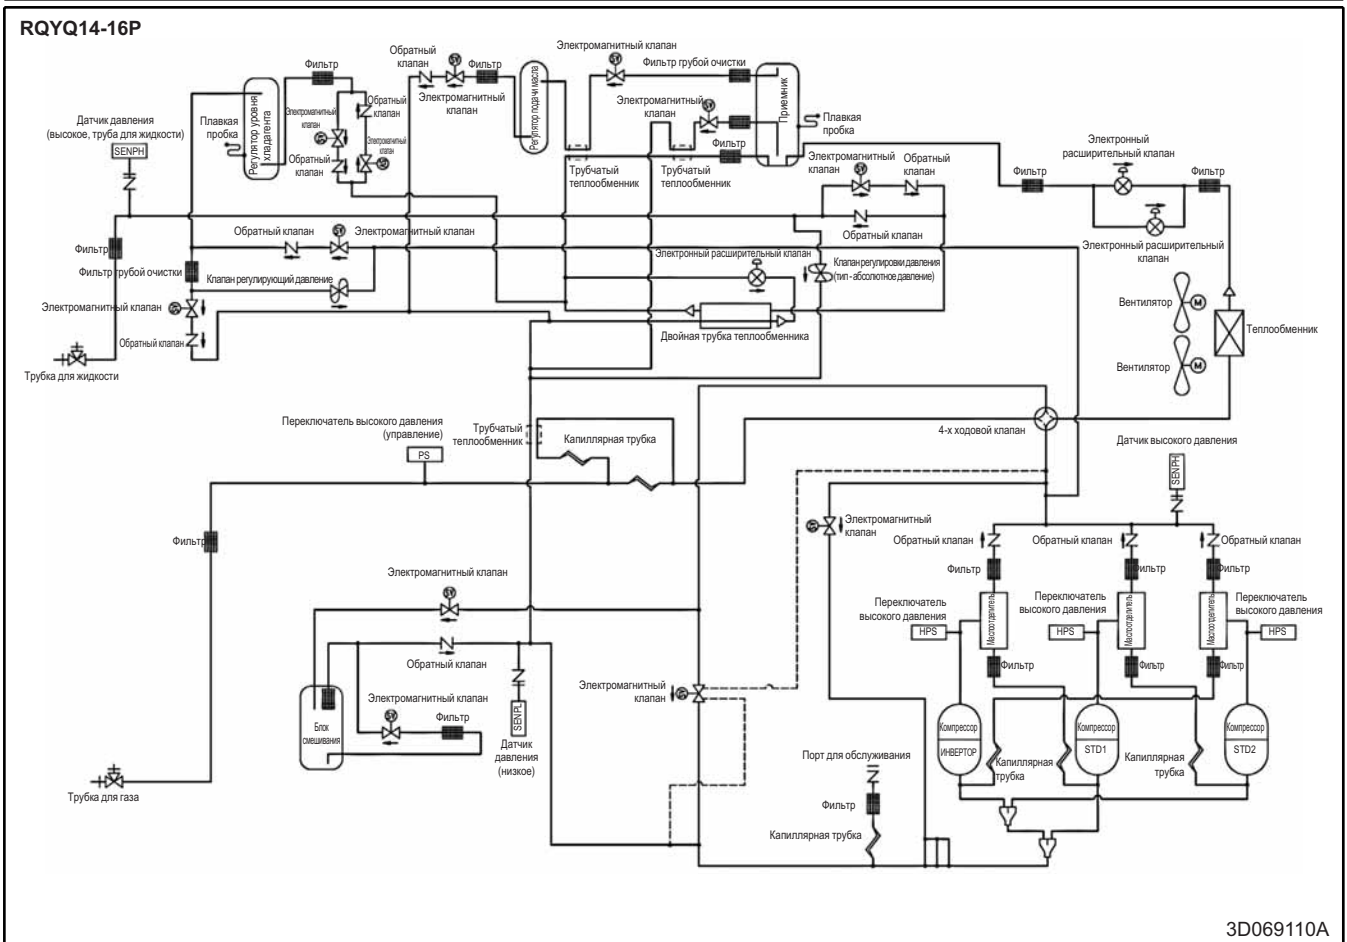 RQYQ14-16P
Электромагнитный клапан
Обратный
клапан
Фильтр
Фильтр
Фильтр грубой очистки
Электромагнитный
клапан
Обратный
клапан
Электромагнитный
клапан
Датчик давления
(высокое, труба для жидкости)
SENPH
Плавкая
пробка
Регулятор уровня
хладагента
Электромагнитный
клапан
Электромагнитный
клапан
Обратный
клапан
Регулятор подачи масла
Приемник
Плавкая
пробка
Фильтр
Трубчатый
теплообменник
Трубчатый
теплообменник
Электромагнитный
клапан
Обратный
клапан
Электронный
расширительный клапан
Фильтр
Фильтр
Обратный клапан
Электромагнитный клапан
Обратный клапан
Фильтр
Электронный расширительный
клапан
Электронный расширительный
клапан
Клапан регулировки давления
(тип - абсолютное давление)
Фильтр грубой очистки
Клапан регулирующий давление
Электромагнитный клапан
Обратный клапан
Двойная трубка теплообменника
Вентилятор
M
Теплообменник
Вентилятор
M
Трубка для жидкости
Переключатель высокого давления
(управление)
PS
Трубчатый
теплообменник
Капиллярная трубка
4-х ходовой клапан
Датчик высокого давления
SENPH
Фильтр
Электромагнитный
клапан
Обратный клапан
Обратный клапан
Обратный клапан
Фильтр
Фильтр
Фильтр
Электромагнитный клапан
Переключатель
высокого давления
HPS
Маслоотделитель
Переключатель
высокого давления
HPS
Маслоотделитель
Маслоотделитель
Переключатель
высокого давления
HPS
Обратный клапан
Фильтр
Фильтр
Фильтр
Электромагнитный клапан
Фильтр
SENPL
Датчик
давления
(низкое)
Блок
смешивания
Электромагнитный
клапан
Компрессор
ИНВЕРТОР
Компрессор
STD1
Компрессор
STD2
Капиллярная
трубка
Капиллярная
трубка
Порт для обслуживания
Фильтр
Капиллярная трубка
Трубка для газа
3D069110A